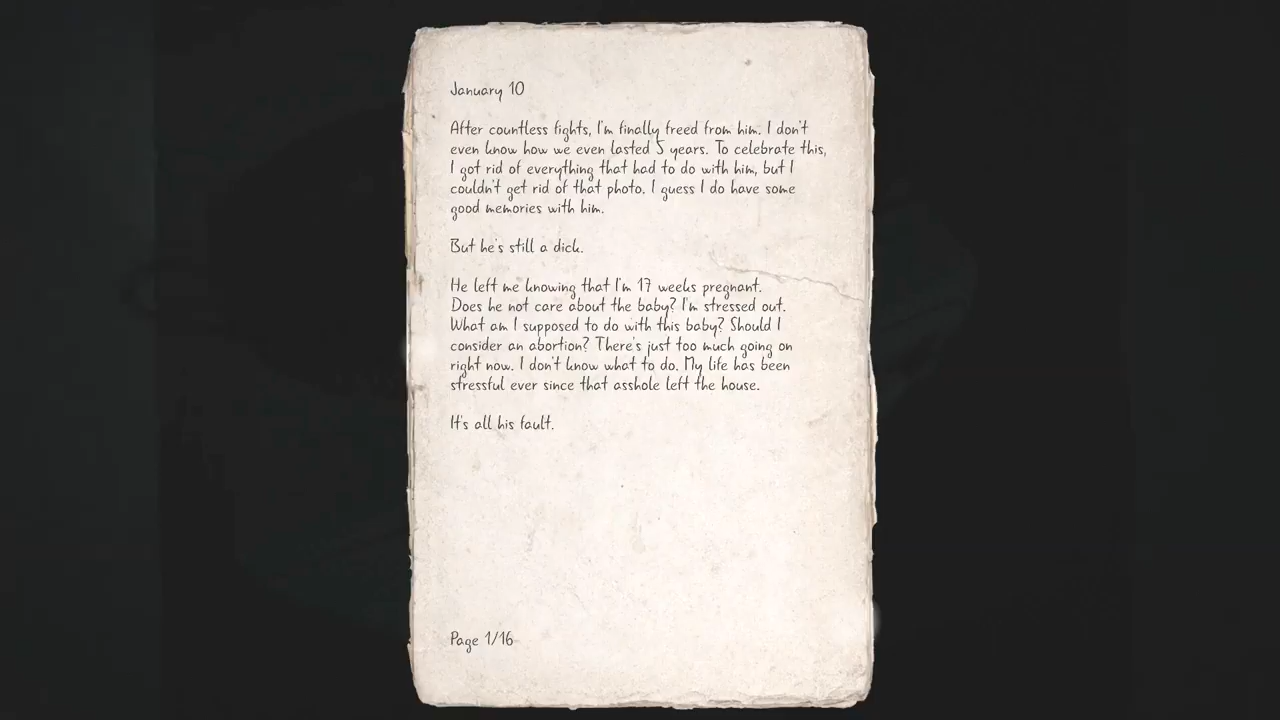 January 10
After countless fights, I'm finally freed from him. I don't
even know how we even lasted 5 years. To celebrate this,
I got rid of everything that had to do with him, but I
couldn't get rid of that photo. I guess I do have some
good memories with him.
But he's still a dick.
He left me knowing that I'm 17 weeks pregnant.
Does he not care about the baby? I'm stressed out.
What am I supposed to do with this baby? Should I
consider an abortion? There's just too much going on
right now. I don't know what to do. My life has been
stressful ever since that asshole left the house.
It's all his fault.
Page 1/16